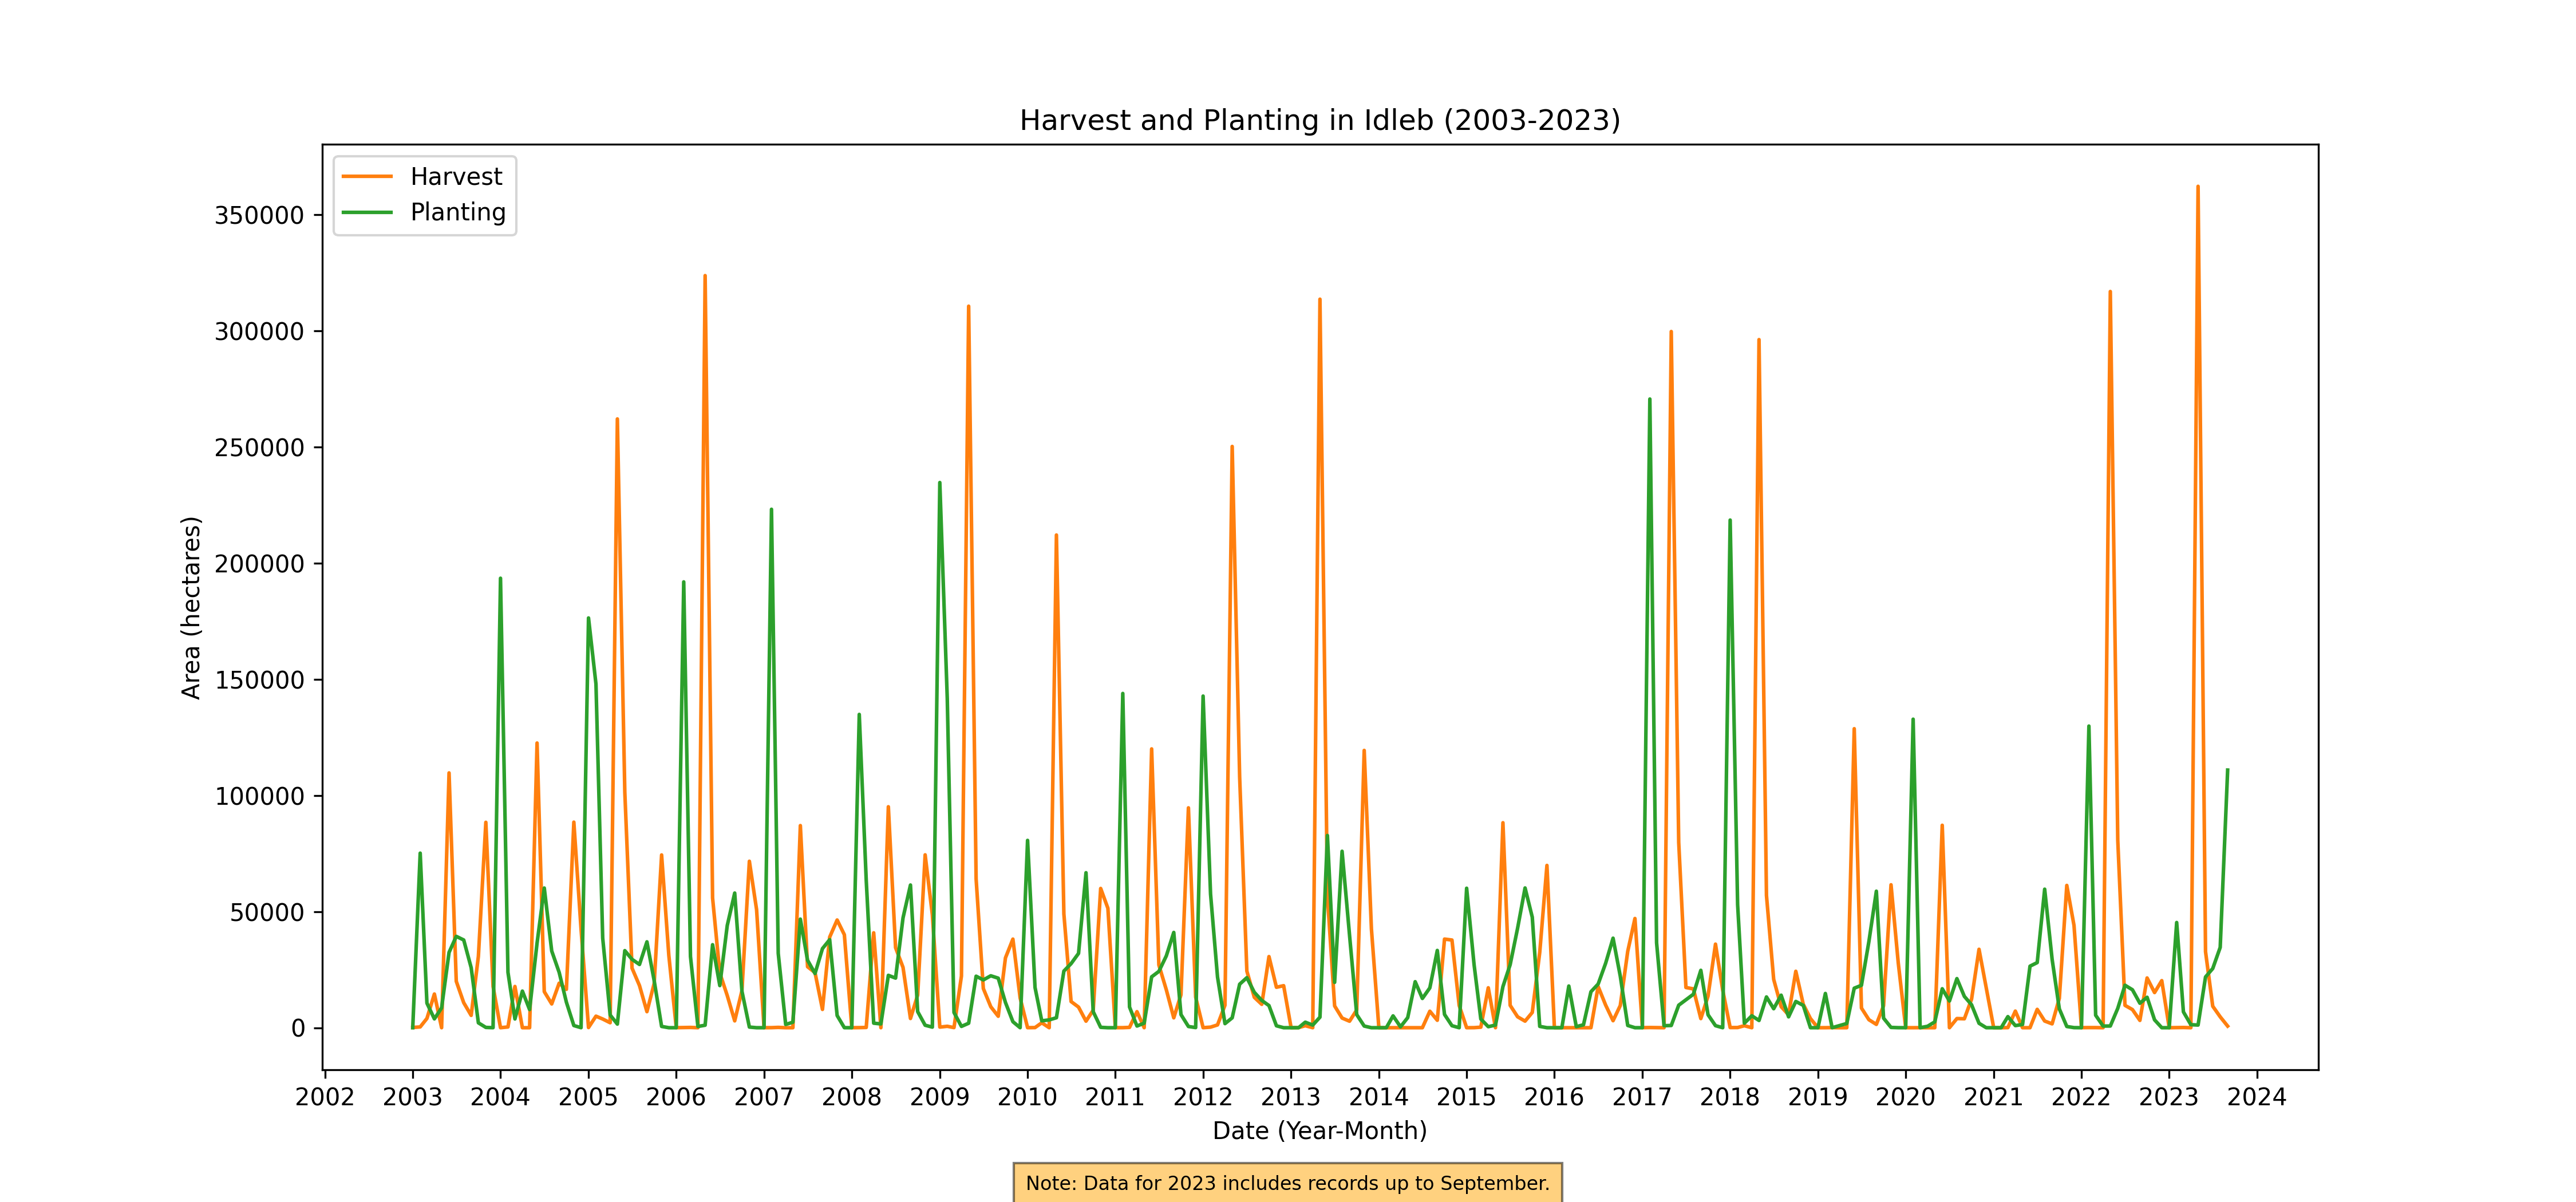 Harvest and Planting in Idleb (2003-2023)
Harvest
Planting
350000
300000
250000
200000
150000
100000
50000
0
Area (hectares)
2002 2003 2004 2005 2006 2007 2008 2009 2010 2011 2012 2013 2014 2015 2016 2017 2018 2019 2020 2021 2022 2023 2024
Date (Year-Month)
Note: Data for 2023 includes records up to September.